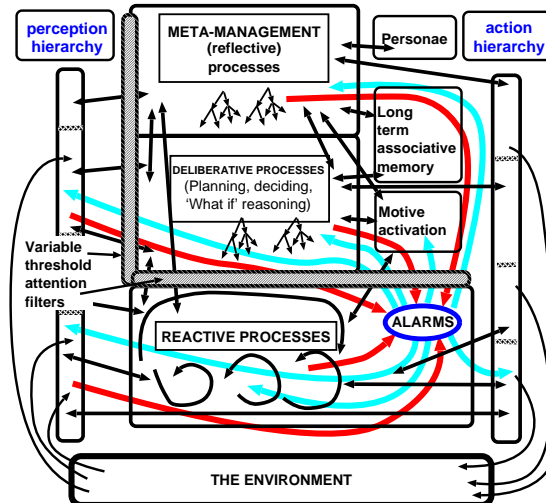 perception
hierarchy
META-MANAGEMENT
(reflective)
processes
Personae
action
hierarchy
Long
term
associative
memory
DELIBERATIVE PROCESSES
(Planning, deciding,
‘What if’ reasoning)
Motive
activation
Variable
threshold
attention
filters
ALARMS
REACTIVE PROCESSES
THE ENVIRONMENT